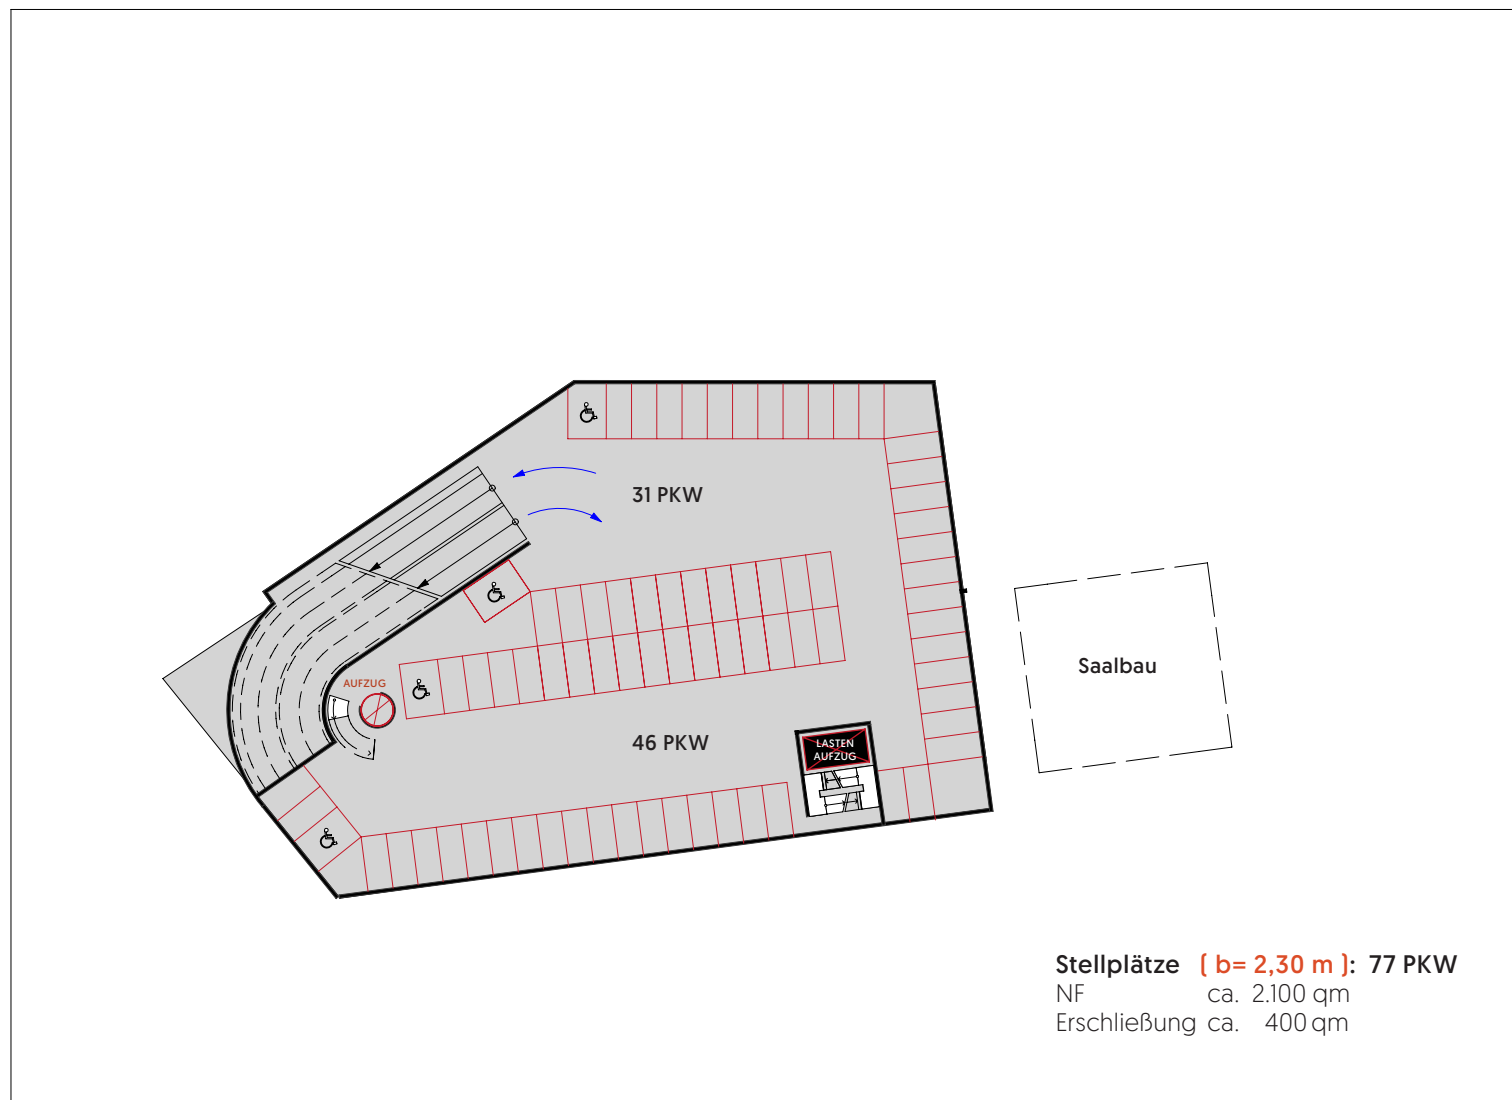 31 PKW
Saalbau
AUFZUG
46 PKW
LASTEN
AUFZUG
Stellplätze ( b= 2,30 m ): 77 PKW
NF ca. 2.100 qm
Erschließung ca. 400 qm